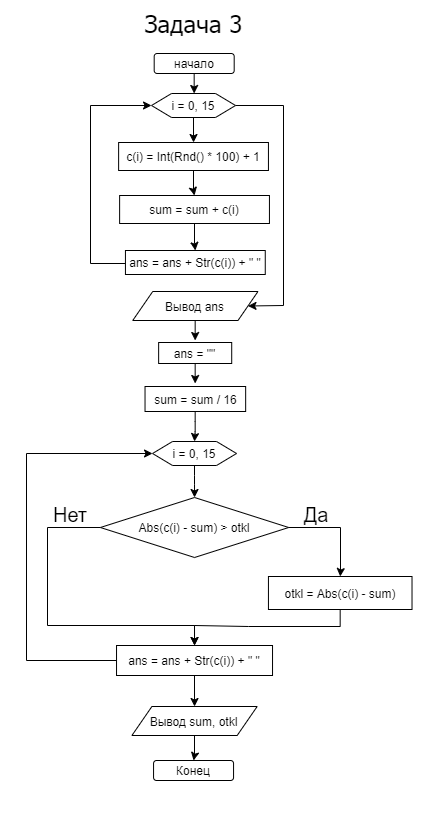 Задача 3
начало
i = 0, 15
c(i) = Int(Rnd() * 100) + 1
sum = sum + c(i)
ans = ans + Str(c(i)) + " "
Вывод ans
ans = ""
sum = sum / 16
i = 0, 15
Нет
Да
Abs(c(i) - sum) > otkl
otkl = Abs(c(i) - sum)
ans = ans + Str(c(i)) + " "
Вывод sum, otkl
Конец